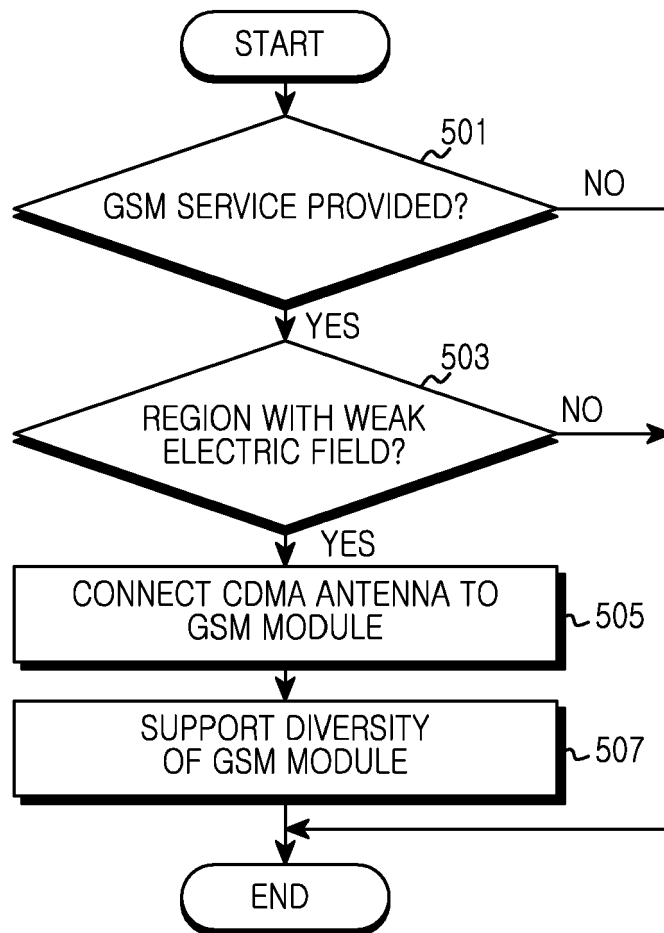 START
501
GSM SERVICE PROVIDED?
NO
YES
503
REGION WITH WEAK
ELECTRIC FIELD?
NO
YES
CONNECT CDMA ANTENNA TO
GSM MODULE
505
SUPPORT DIVERSITY
OF GSM MODULE
507
END